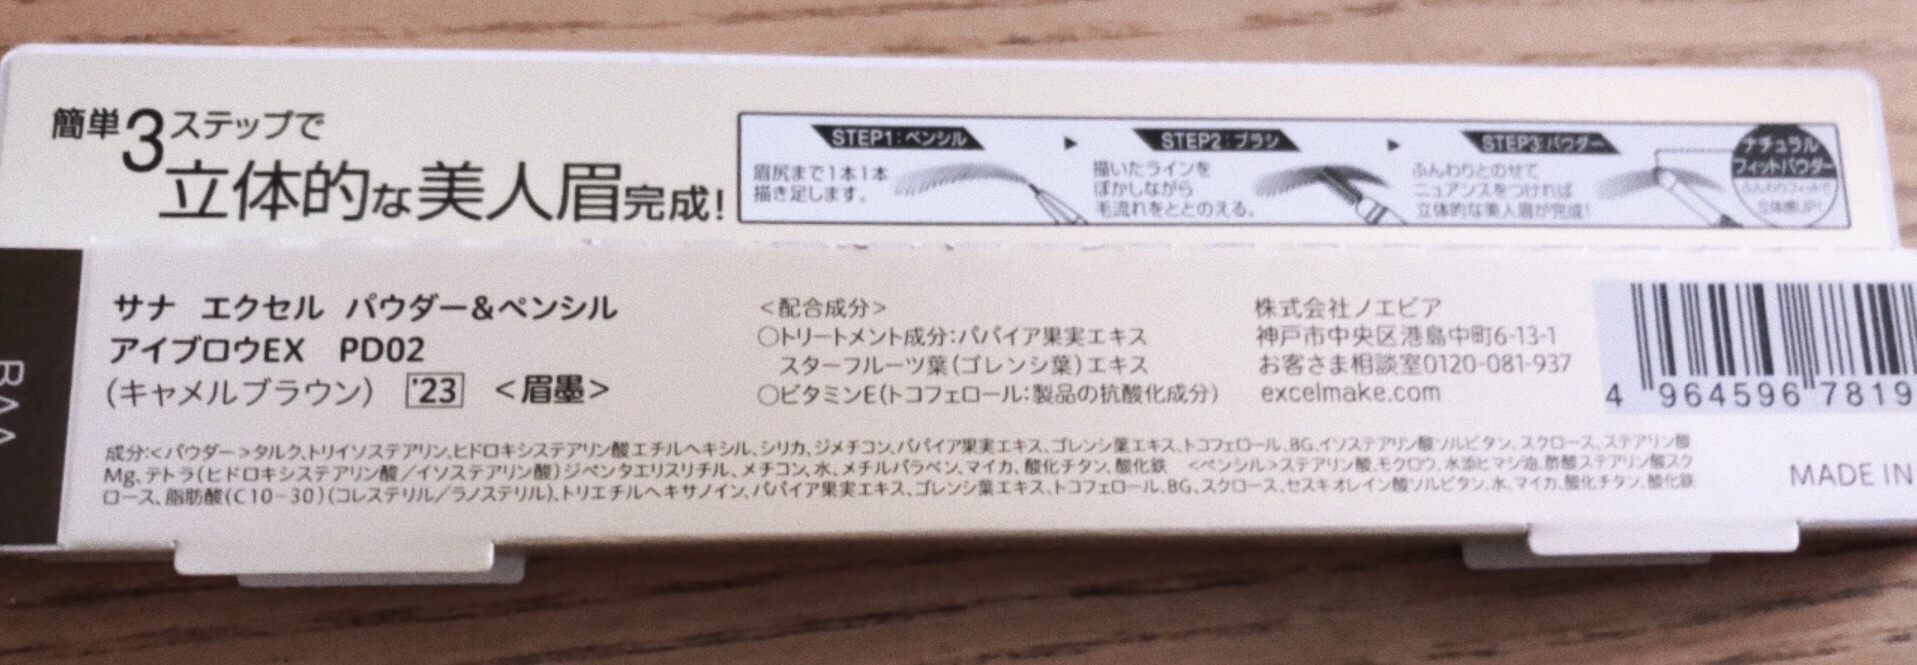 簡単3ステップで
立体的な美人眉完成!
STEP1:ペンシル
眉尻まで1本1本
描き足します。
STEP2:ブラシ
描いたラインを
ぼかしながら
毛流れをととのえる。
STEP3:パウダー
ふんわりとのせて
ニュアンスをつければ
立体的な美人眉が完成!
ナチュラル
フィットパウダー
ふんわりフィットで
立体感UP!
サナ エクセル パウダー&ペンシル
アイブロウEX PD02
(キャメルブラウン) '23 <眉墨>
<配合成分>
○トリートメント成分:パパイア果実エキス
スターフルーツ葉(ゴレンシ葉)エキス
○ビタミンE(トコフェロール:製品の抗酸化成分)
株式会社ノエビア
神戸市中央区港島中町6-13-1
お客さま相談室0120-081-937
excelmake.com
4 964596 7819
成分:<パウダー>タルク、トリイソステアリン、ヒドロキシステアリン酸エチルヘキシル、シリカ、ジメチコン、パパイア果実エキス、ゴレンシ葉エキス、トコフェロール、BG、イソステアリン酸ソルビタン、スクロース、ステアリン酸
Mg、テトラ(ヒドロキシステアリン酸/イソステアリン酸)ジペンタエリスリチル、メチコン、水、メチルパラベン、マイカ、酸化チタン、酸化鉄 <ペンシル>ステアリン酸、モクロウ、水添ヒマシ油、酢酸ステアリン酸スク
ロース、脂肪酸(C10-30)(コレステリル/ラノステリル)、トリエチルヘキサノイン、パパイア果実エキス、ゴレンシ葉エキス、トコフェロール、BG、スクロース、セスキオレイン酸ソルビタン、水、マイカ、酸化チタン、酸化鉄
MADE IN